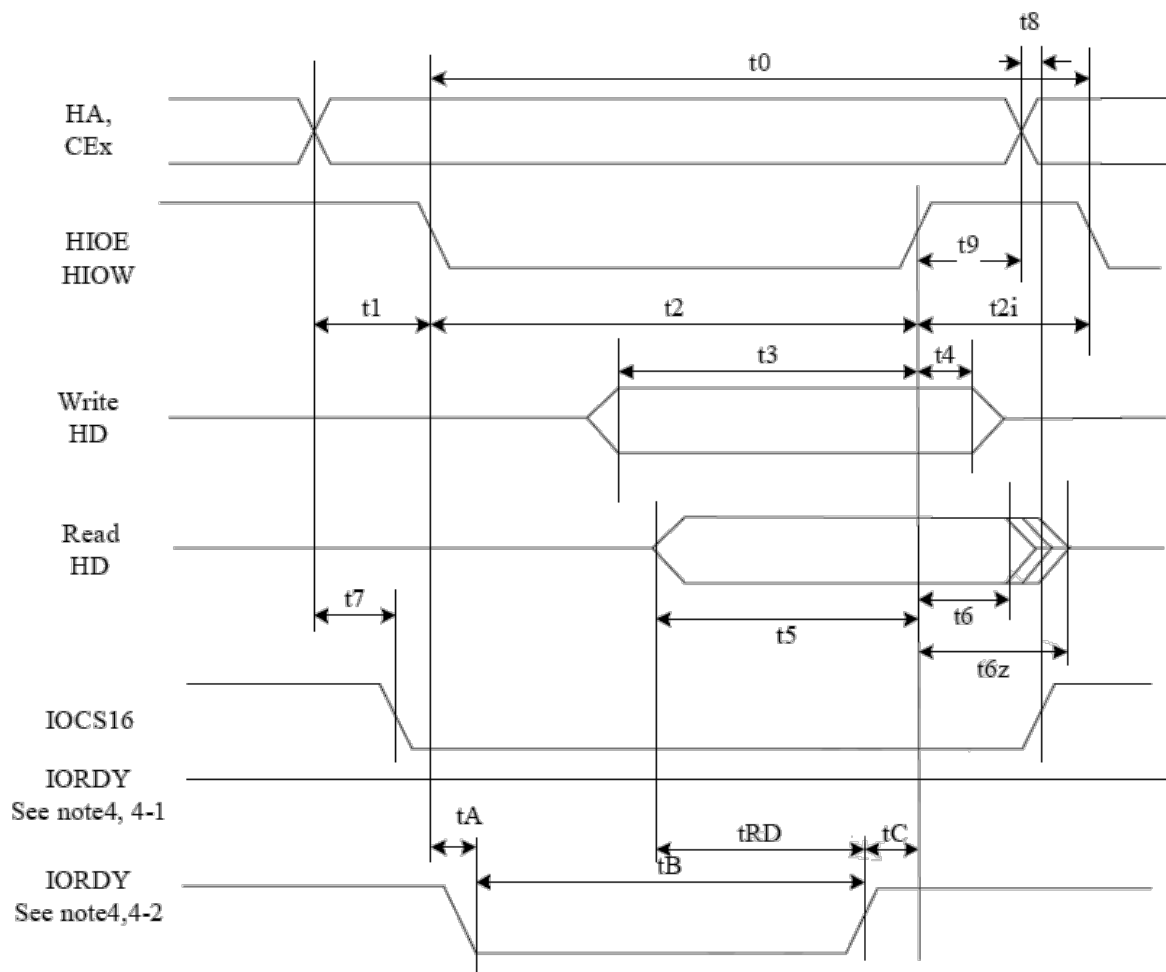 t8
t0
HA,
CEx
HIOE
HIOW
t9
t1
t2
t2i
t3
t4
Write
HD
Read
HD
t7
t6
t5
t6z
IOCS16
IORDY
See note4, 4-1
tA
tRD
tC
tB
IORDY
See note4,4-2